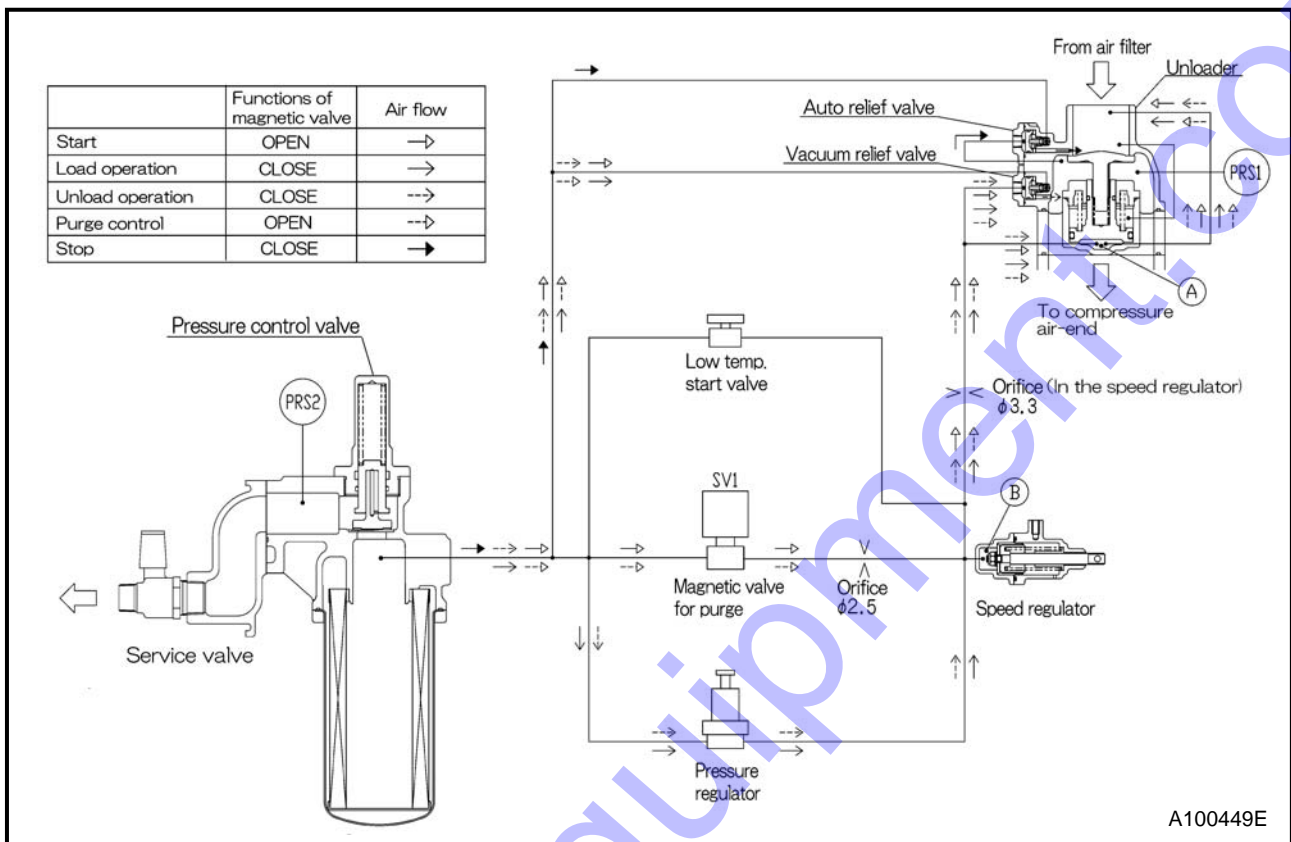 From air filter
Unloader
Functions of
magnetic valve
Air flow
Start
OPEN
Load operation
CLOSE
Unload operation
CLOSE
Purge control
OPEN
Stop
CLOSE
Auto relief valve
Vacuum relief valve
PRS1
A
To compressure
air-end
Pressure control valve
PRS2
Low temp.
start valve
Orifice (In the speed regulator)
ϕ3.3
SV1
B
Magnetic valve
for purge
Orifice
ϕ2.5
Speed regulator
Service valve
Pressure
regulator
A100449E
quipment.co